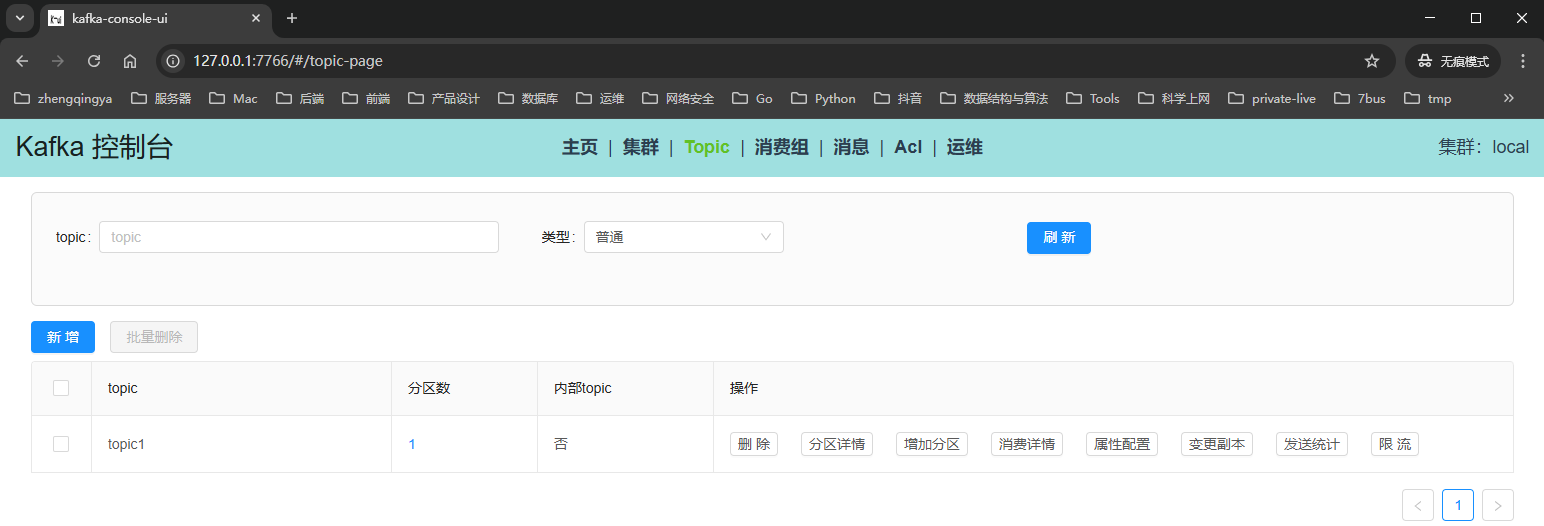 kafka-console-ui
127.0.0.1:7766/#/topic-page
无痕模式
zhengqingya 服务器 Mac 后端 前端 产品设计 数据库 运维 网络安全 Go Python 抖音 数据结构与算法 Tools 科学上网 private-live 7bus tmp
Kafka 控制台 主页 | 集群 | Topic | 消费组 | 消息 | Acl | 运维 集群：local
topic: topic 类型: 普通 刷 新
新 增 批量删除
topic 分区数 内部topic 操作
topic1 1 否 删 除 分区详情 增加分区 消费详情 属性配置 变更副本 发送统计 限 流
1